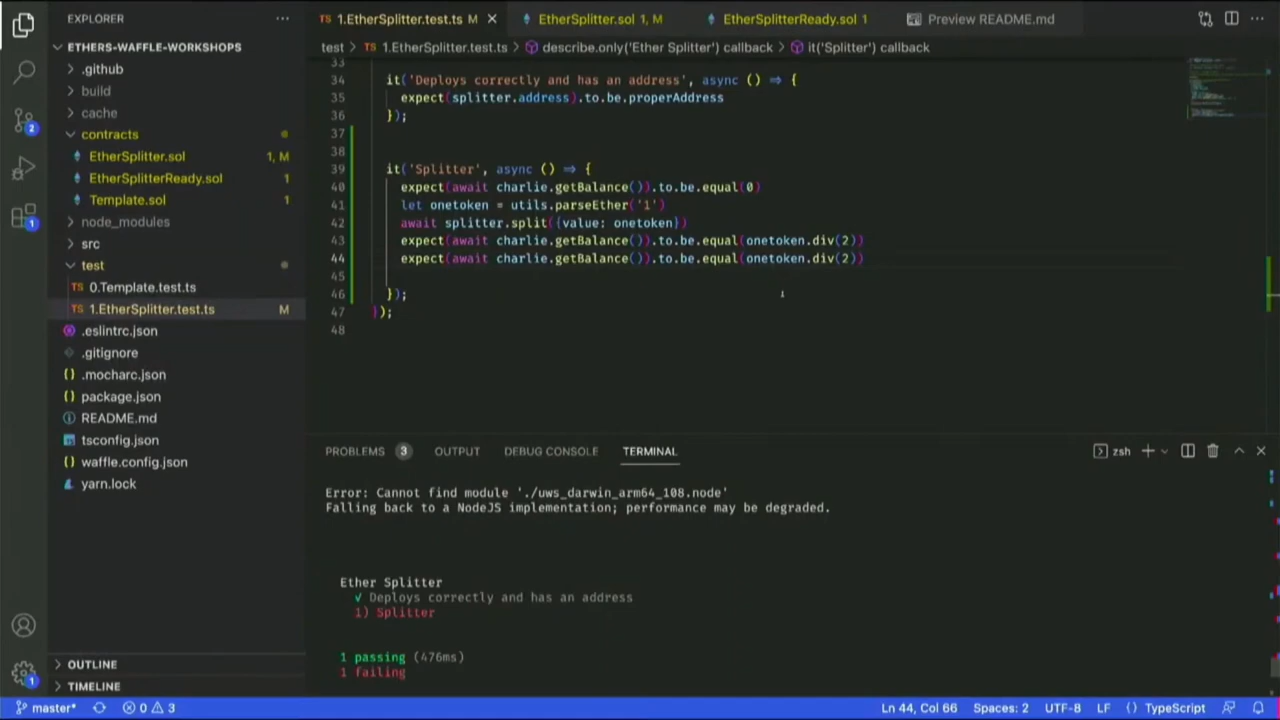 EXPLORER
1.EtherSplitter.test.ts M
EtherSplitter.sol 1, M
EtherSplitterReady.sol 1
Preview README.md
ETHERS-WAFFLE-WORKSHOPS
test > TS 1.EtherSplitter.test.ts > describe.only('Ether Splitter') callback > it('Splitter') callback
.github
build
cache
contracts
EtherSplitter.sol 1, M
EtherSplitterReady.sol 1
Template.sol 1
node_modules
src
test
TS 0.Template.test.ts
TS 1.EtherSplitter.test.ts M
.eslintrc.json
.gitignore
{} .mocharc.json
{} package.json
README.md
tsconfig.json
{} waffle.config.json
yarn.lock
OUTLINE
TIMELINE
33
34 it('Deploys correctly and has an address', async () => {
35 expect(splitter.address).to.be.properAddress
36 });
37
38
39 it('Splitter', async () => {
40 expect(await charlie.getBalance()).to.be.equal(0)
41 let onetoken = utils.parseEther('1')
42 await splitter.split({value: onetoken})
43 expect(await charlie.getBalance()).to.be.equal(onetoken.div(2))
44 expect(await charlie.getBalance()).to.be.equal(onetoken.div(2))
45
46 });
47 });
48
PROBLEMS 3 OUTPUT DEBUG CONSOLE TERMINAL
zsh
Error: Cannot find module './uws_darwin_arm64_108.node'
Falling back to a NodeJS implementation; performance may be degraded.
Ether Splitter
√ Deploys correctly and has an address
1) Splitter
1 passing (476ms)
1 failing
master* 0 3 Ln 44, Col 66 Spaces: 2 UTF-8 LF {} TypeScript